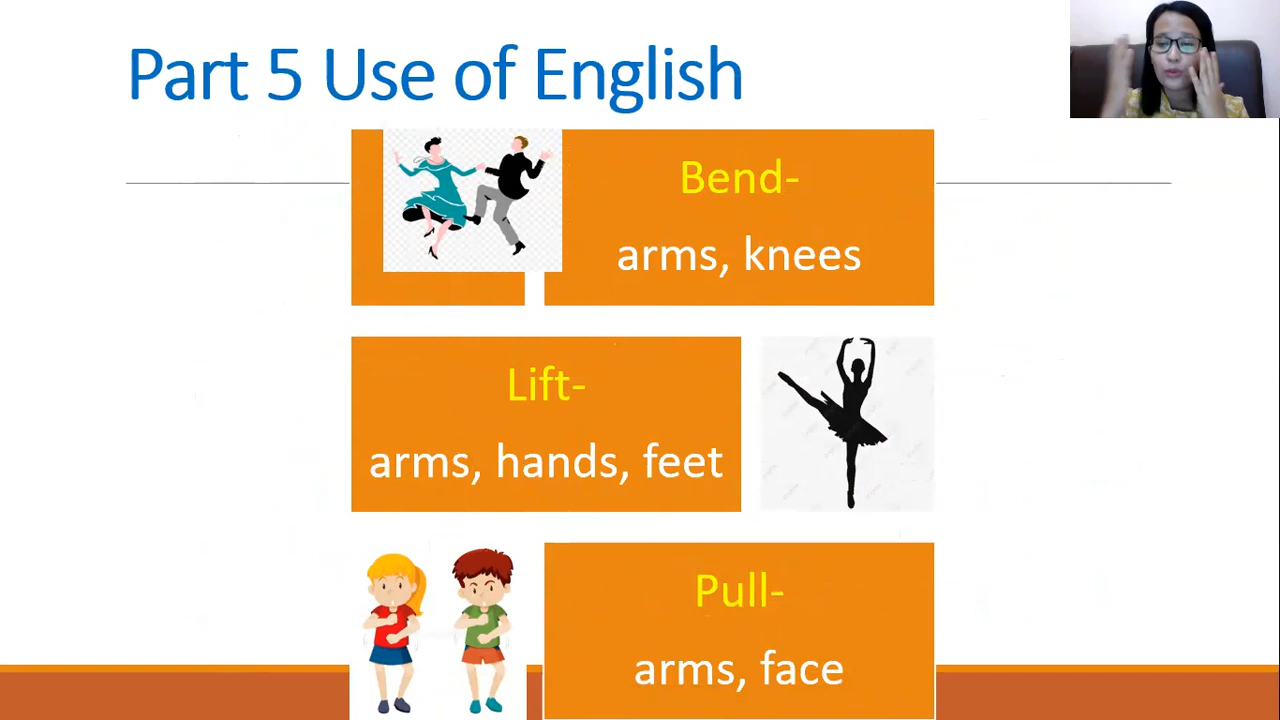 Part 5 Use of English
Bend-
arms, knees
Lift-
arms, hands, feet
Pull-
arms, face